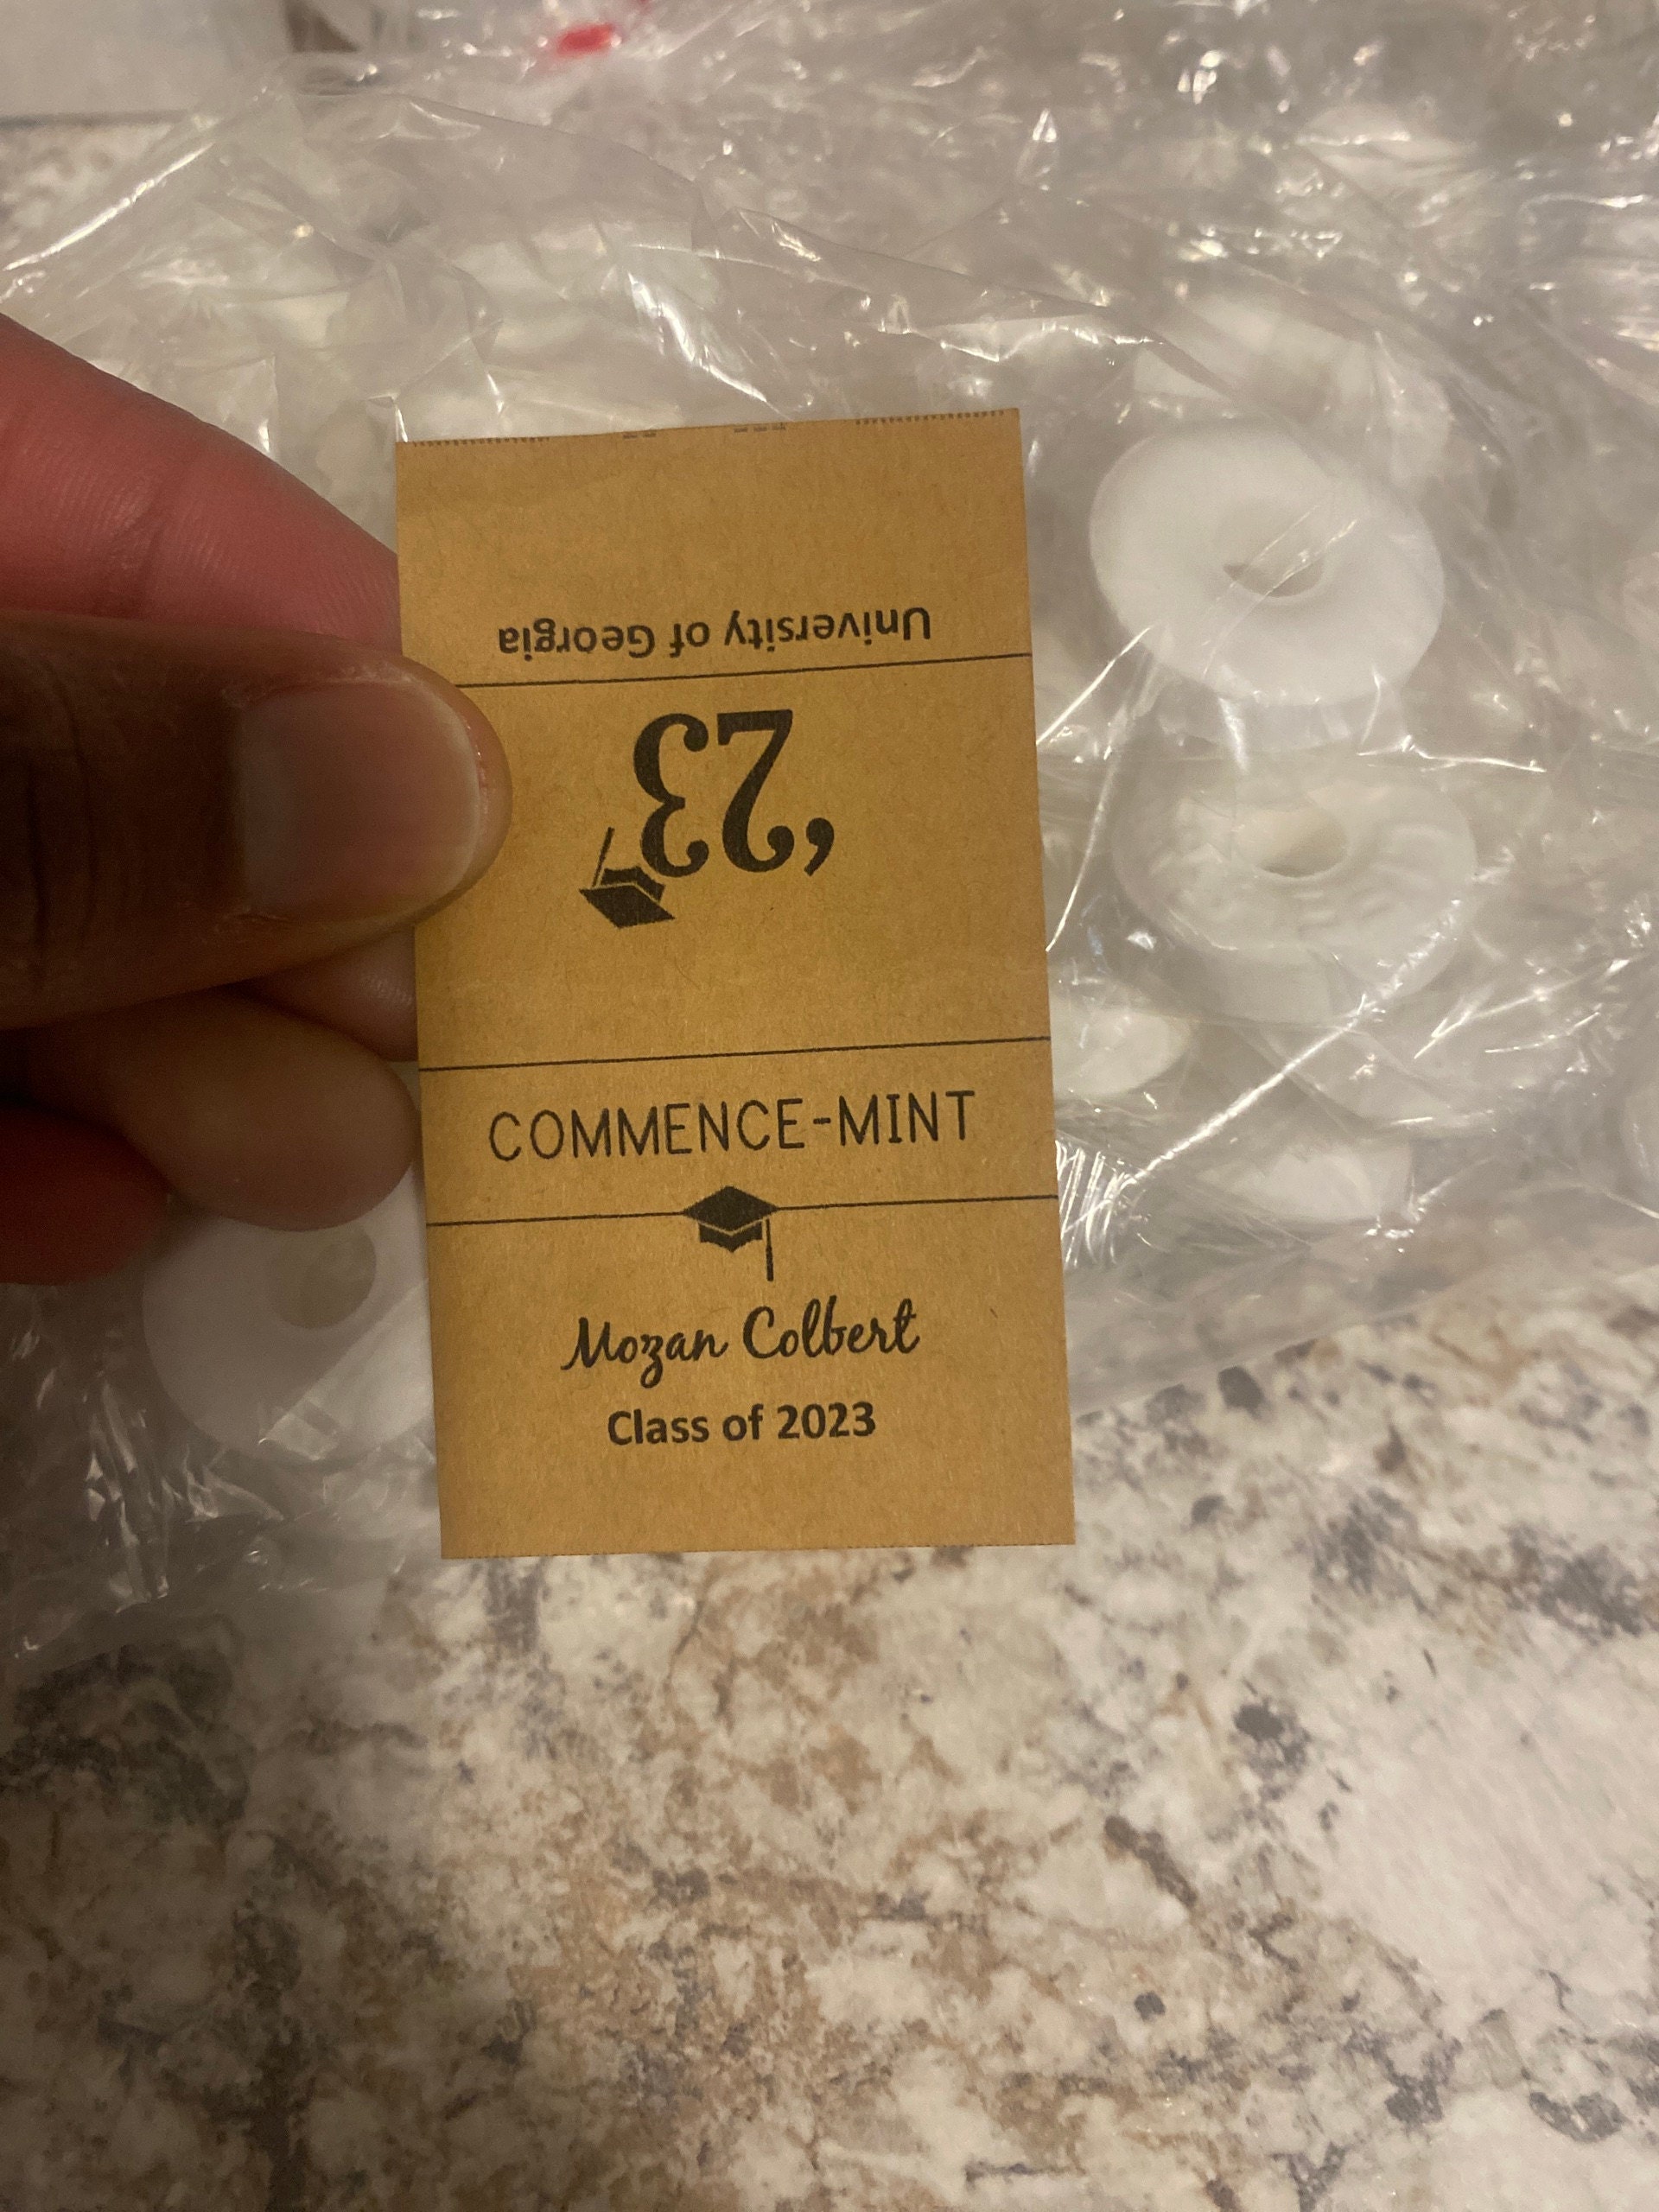 University of Georgia
'23
COMMENCE-MINT
Mozan Colbert
Class of 2023